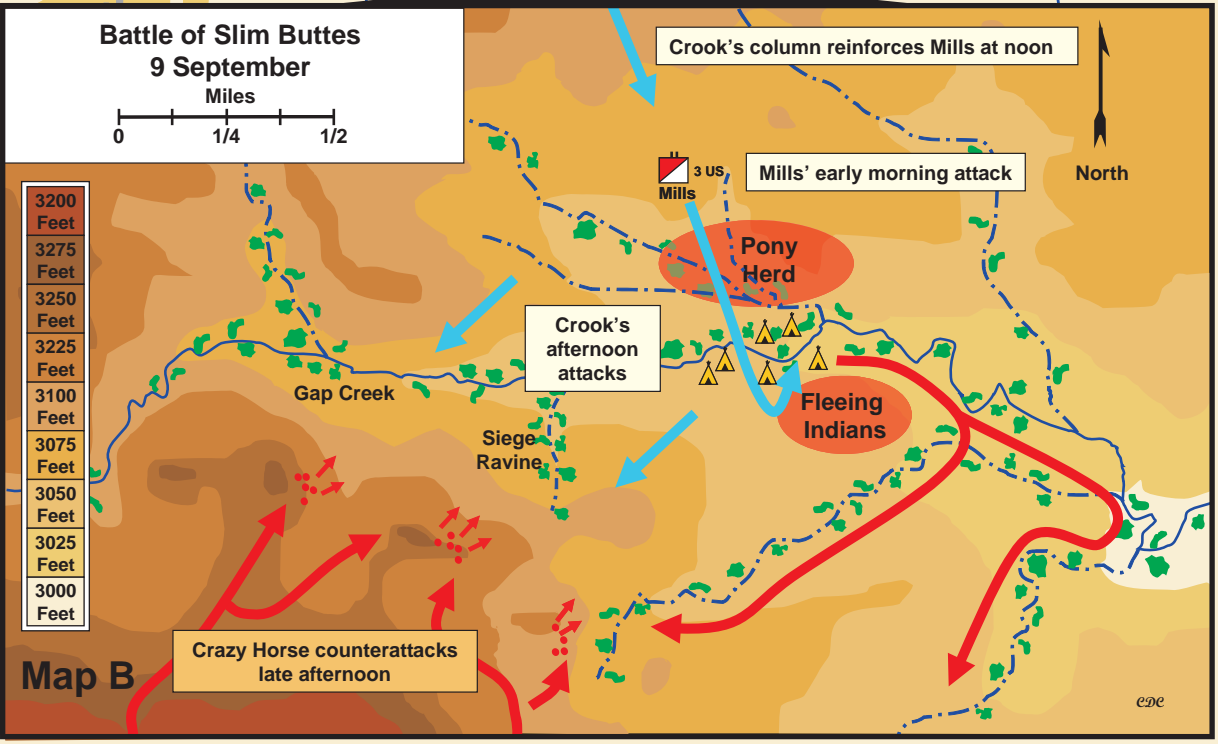 Battle of Slim Buttes
9 September
Miles
0 1/4 1/2
Crook's column reinforces Mills at noon
North
3 US
Mills
Mills' early morning attack
Pony
Herd
3200
Feet
3275
Feet
3250
Feet
3225
Feet
3100
Feet
3075
Feet
3050
Feet
3025
Feet
3000
Feet
Crook's
afternoon
attacks
Gap Creek
Fleeing
Indians
Siege
Ravine
Crazy Horse counterattacks
late afternoon
Map B
CDC